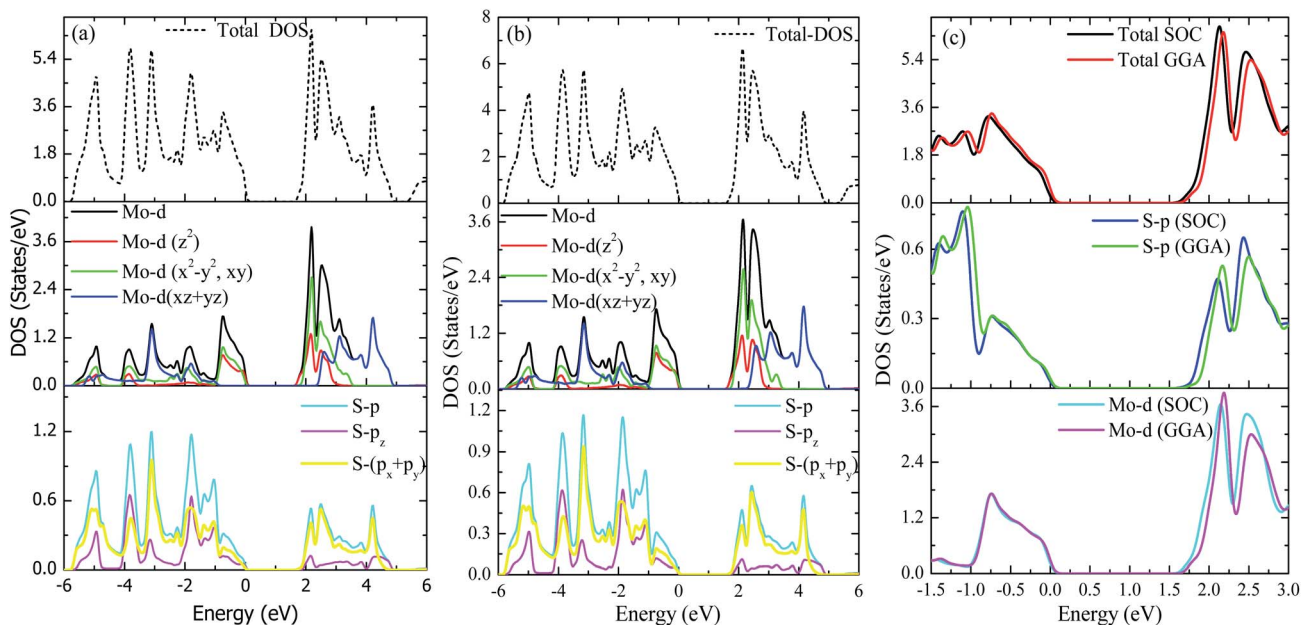 (a)
Total DOS
5.4
3.6
1.8
0.0
Mo-d
Mo-d (z²)
Mo-d (x²-y², xy)
Mo-d(xz+yz)
3.6
2.4
1.2
0.0
S-p
S-p_z
S-(p_x+p_y)
1.2
0.6
0.0
-6 -4 -2 0 2 4 6
Energy (eV)
DOS (States/eV)
(b)
Total-DOS
8
6
4
2
0
Mo-d
Mo-d(z²)
Mo-d(x²-y², xy)
Mo-d(xz+yz)
3.6
2.4
1.2
0.0
S-p
S-p_z
S-(p_x+p_y)
1.2
0.9
0.6
0.3
0.0
-6 -4 -2 0 2 4 6
Energy (eV)
DOS (States/eV)
(c)
Total SOC
Total GGA
5.4
3.6
1.8
0.0
S-p (SOC)
S-p (GGA)
0.6
0.3
0.0
Mo-d (SOC)
Mo-d (GGA)
3.6
2.4
1.2
0.0
-1.5 -1.0 -0.5 0.0 0.5 1.0 1.5 2.0 2.5 3.0
Energy (eV)
DOS (States/eV)